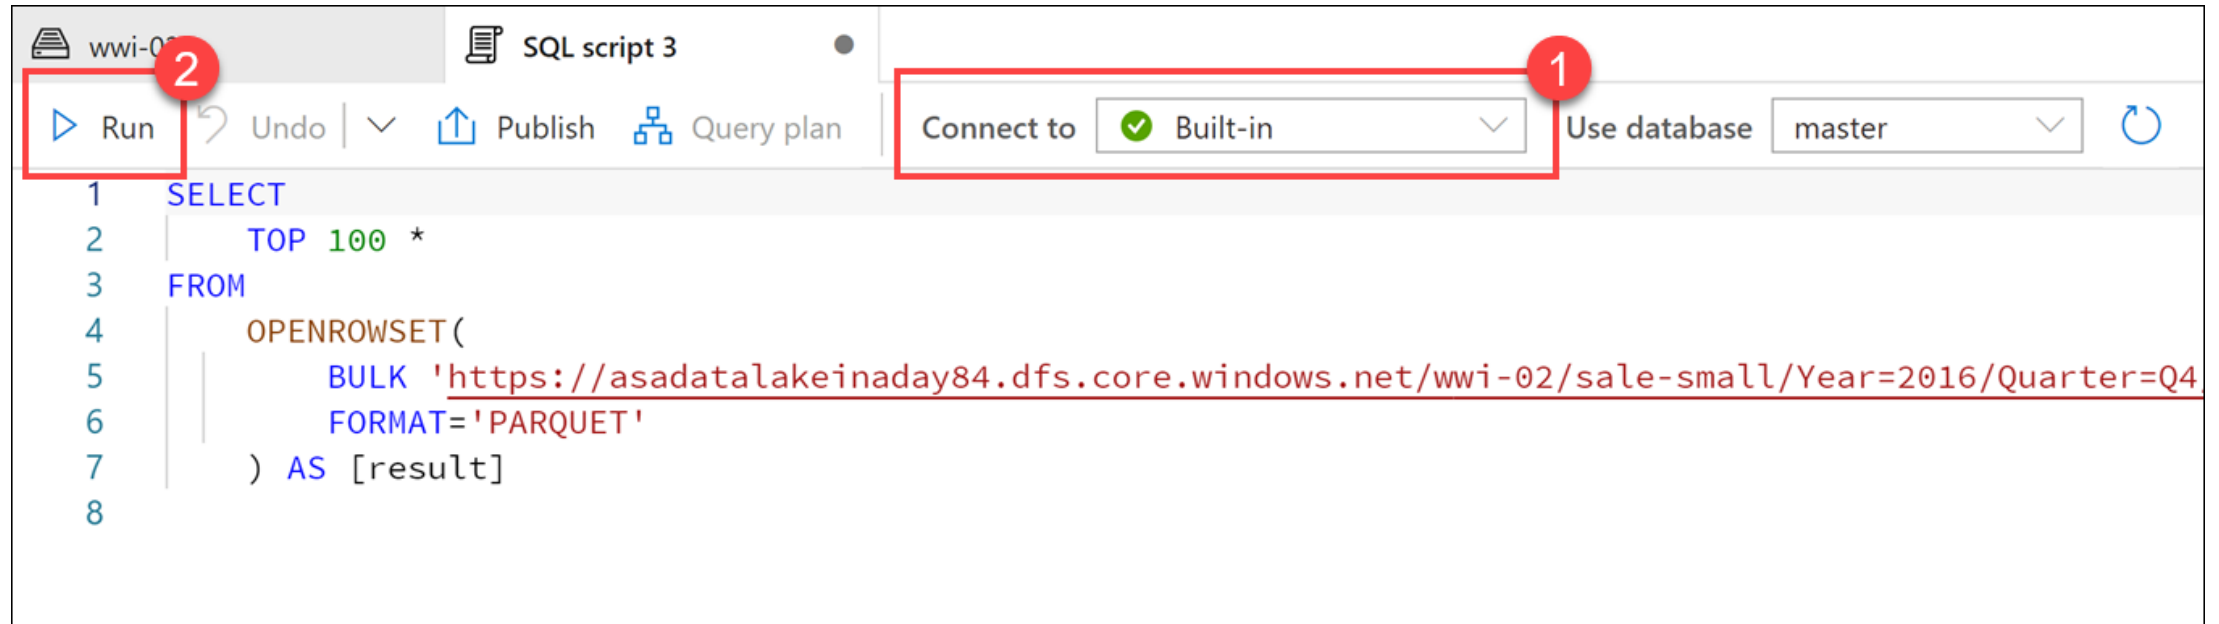 wwi-0
SQL script 3
2
1
Run Undo Publish Query plan Connect to Built-in Use database master
1 SELECT
2 TOP 100 *
3 FROM
4 OPENROWSET(
5 BULK 'https://asadatalakeinaday84.dfs.core.windows.net/wwi-02/sale-small/Year=2016/Quarter=Q4
6 FORMAT='PARQUET'
7 ) AS [result]
8